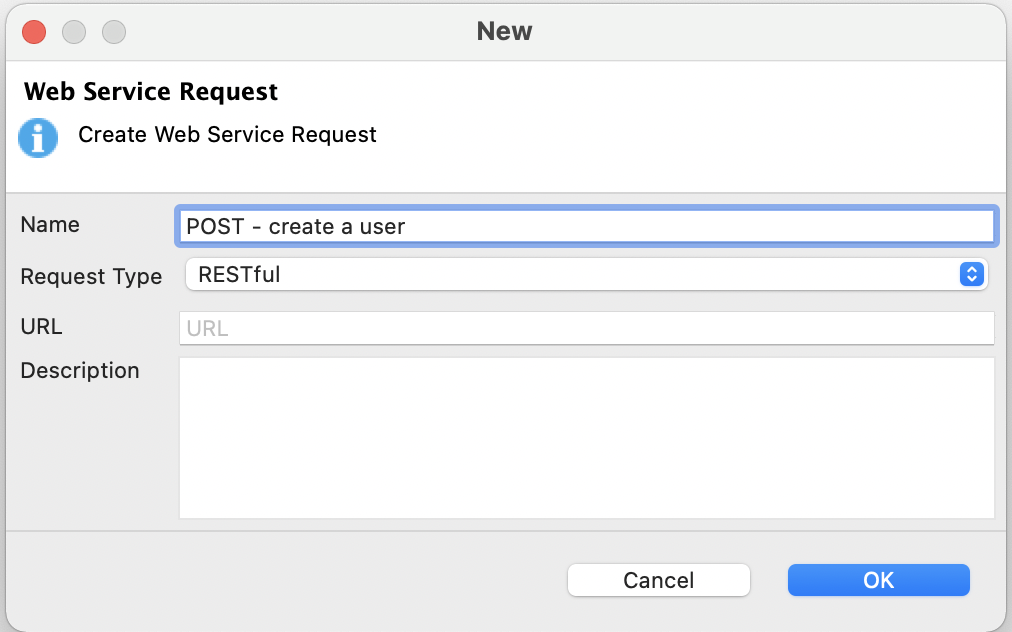 New
Web Service Request
Create Web Service Request
Name POST - create a user
Request Type RESTful
URL URL
Description
Cancel OK